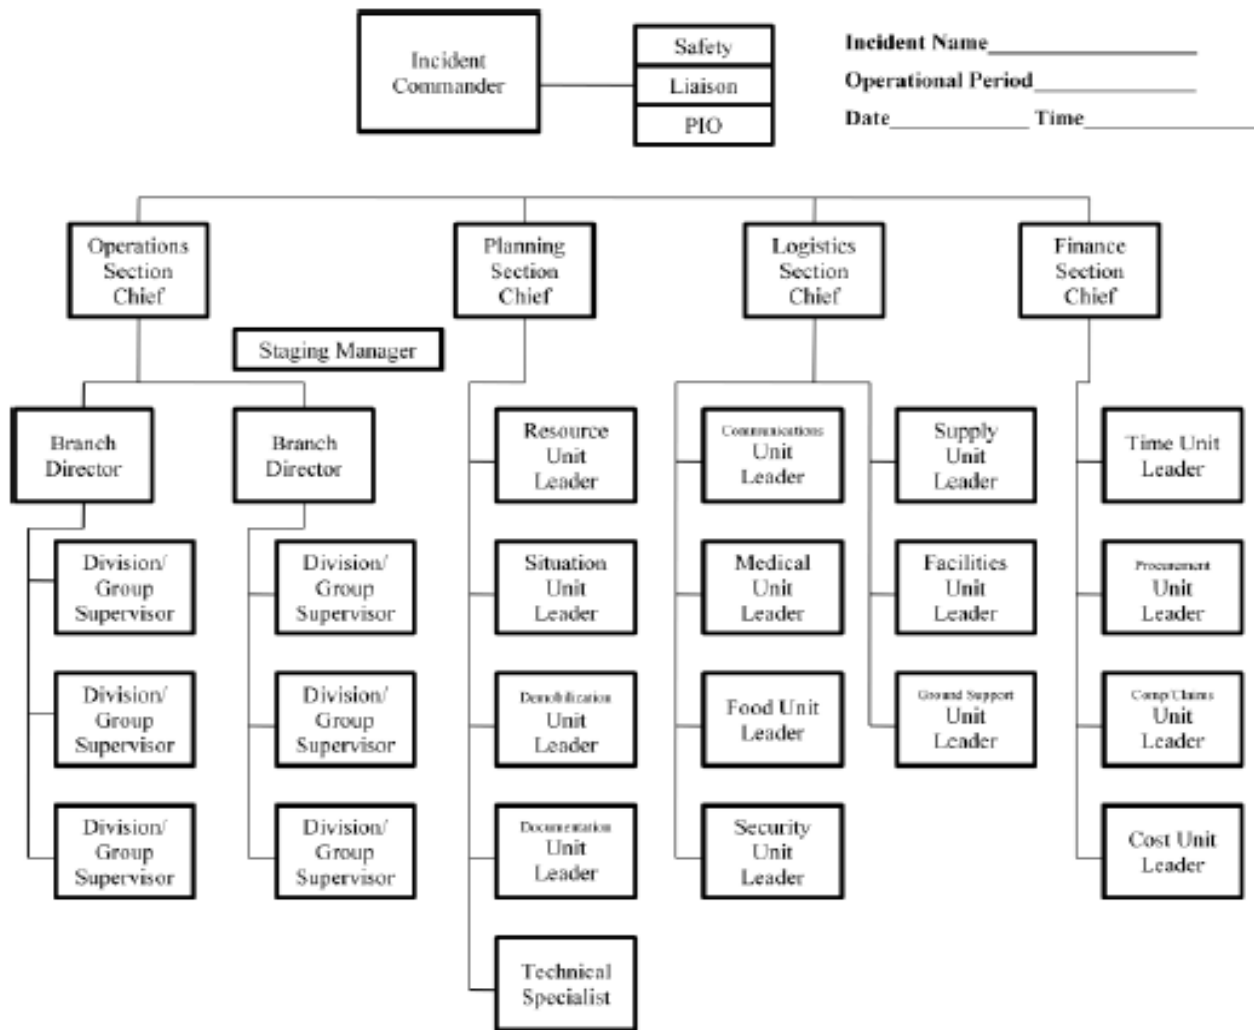 Incident
Commander
Safety
Liaison
PIO
Incident Name
Operational Period
Date Time
Operations
Section
Chief
Planning
Section
Chief
Logistics
Section
Chief
Finance
Section
Chief
Staging Manager
Branch
Director
Branch
Director
Resource
Unit
Leader
Communications
Unit
Leader
Supply
Unit
Leader
Time Unit
Leader
Division/
Group
Supervisor
Division/
Group
Supervisor
Situation
Unit
Leader
Medical
Unit
Leader
Facilities
Unit
Leader
Procurement
Unit
Leader
Division/
Group
Supervisor
Division/
Group
Supervisor
Demobilization
Unit
Leader
Food Unit
Leader
Ground Support
Unit
Leader
Comp/Claims
Unit
Leader
Division/
Group
Supervisor
Division/
Group
Supervisor
Documentation
Unit
Leader
Security
Unit
Leader
Cost Unit
Leader
Technical
Specialist